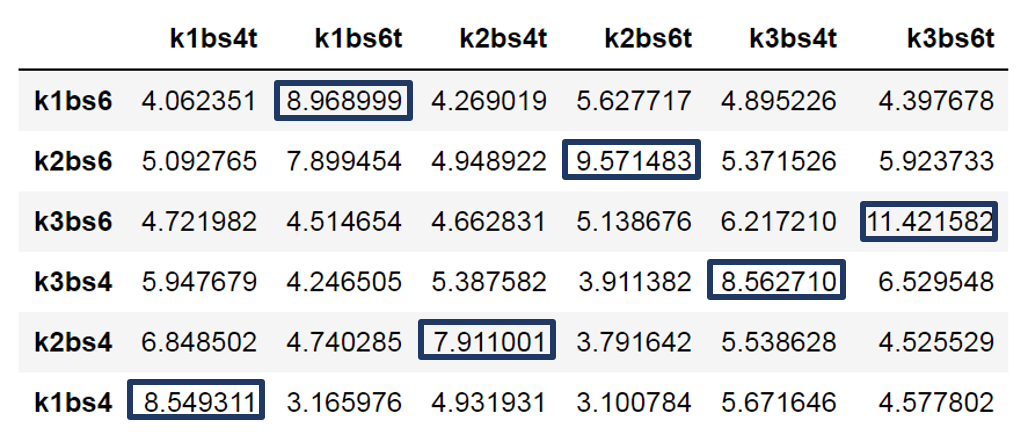 k1bs4t k1bs6t k2bs4t k2bs6t k3bs4t k3bs6t
k1bs6 4.062351 8.968999 4.269019 5.627717 4.895226 4.397678
k2bs6 5.092765 7.899454 4.948922 9.571483 5.371526 5.923733
k3bs6 4.721982 4.514654 4.662831 5.138676 6.217210 11.421582
k3bs4 5.947679 4.246505 5.387582 3.911382 8.562710 6.529548
k2bs4 6.848502 4.740285 7.911001 3.791642 5.538628 4.525529
k1bs4 8.549311 3.165976 4.931931 3.100784 5.671646 4.577802